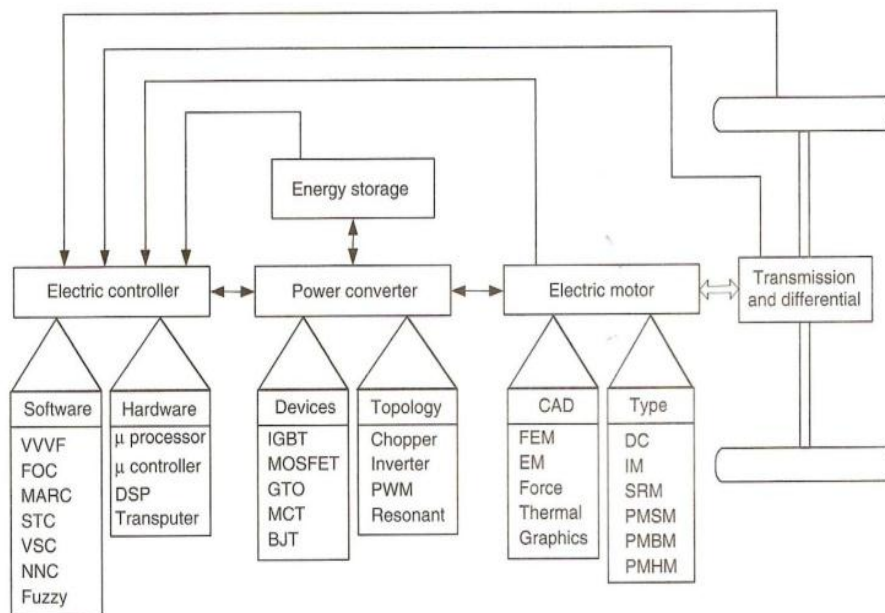 Energy storage
Electric controller
Power converter
Electric motor
Transmission
and differential
Software
VVVF
FOC
MARC
STC
VSC
NNC
Fuzzy
Hardware
μ processor
μ controller
DSP
Transputer
Devices
IGBT
MOSFET
GTO
MCT
BJT
Topology
Chopper
Inverter
PWM
Resonant
CAD
FEM
EM
Force
Thermal
Graphics
Type
DC
IM
SRM
PMSM
PMBM
PMHM